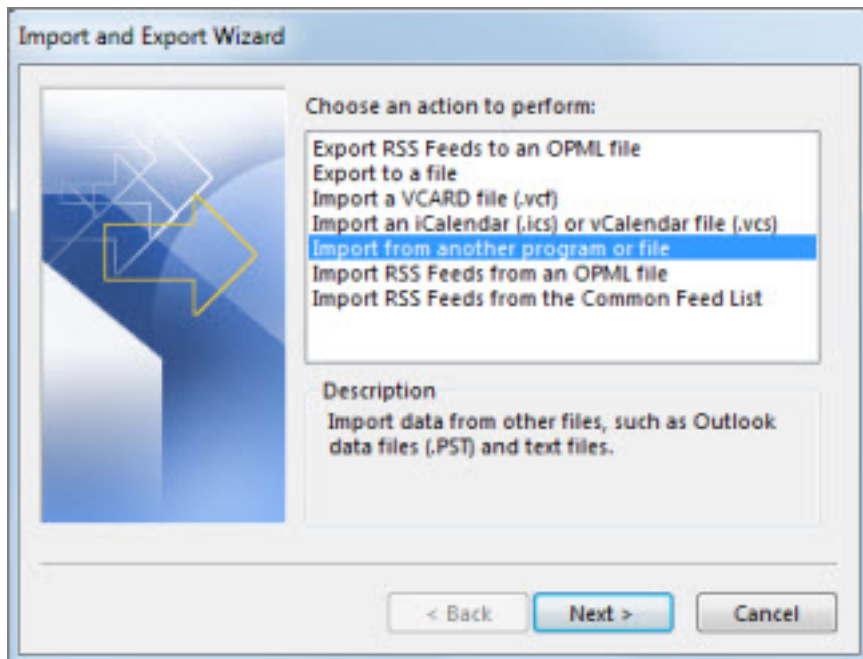 Import and Export Wizard
Choose an action to perform:
Export RSS Feeds to an OPML file
Export to a file
Import a VCARD file (.vcf)
Import an iCalendar (.ics) or vCalendar file (.vcs)
Import from another program or file
Import RSS Feeds from an OPML file
Import RSS Feeds from the Common Feed List
Description
Import data from other files, such as Outlook
data files (.PST) and text files.
< Back
Next >
Cancel